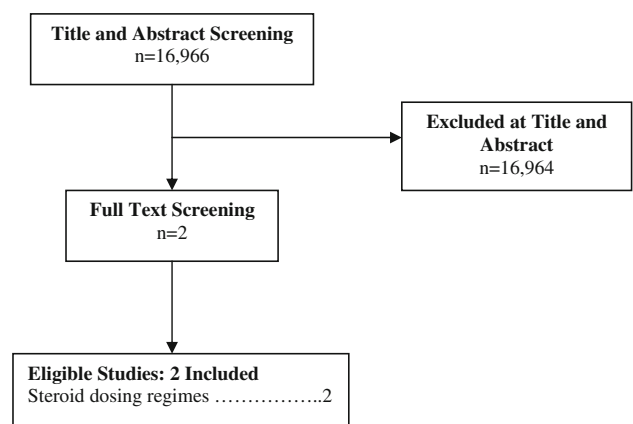 Title and Abstract Screening
n=16,966
Excluded at Title and
Abstract
n=16,964
Full Text Screening
n=2
Eligible Studies: 2 Included
Steroid dosing regimes ……………..2